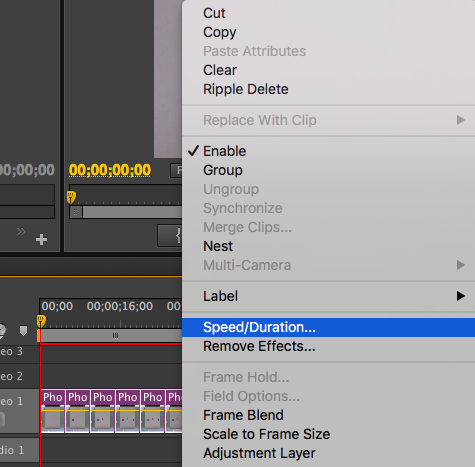 Cut
Copy
Paste Attributes
Clear
Ripple Delete
Replace With Clip
Enable
Group
Ungroup
Synchronize
Merge Clips...
Nest
Multi-Camera
Label
Speed/Duration...
Remove Effects...
Frame Hold...
Field Options...
Frame Blend
Scale to Frame Size
Adjustment Layer
00;00;00
00;00;00;00
F
00;00
00;00;16;00
00;
eo 3
eo 2
eo 1
Pho Pho Pho Pho Pho Pho
dio 1